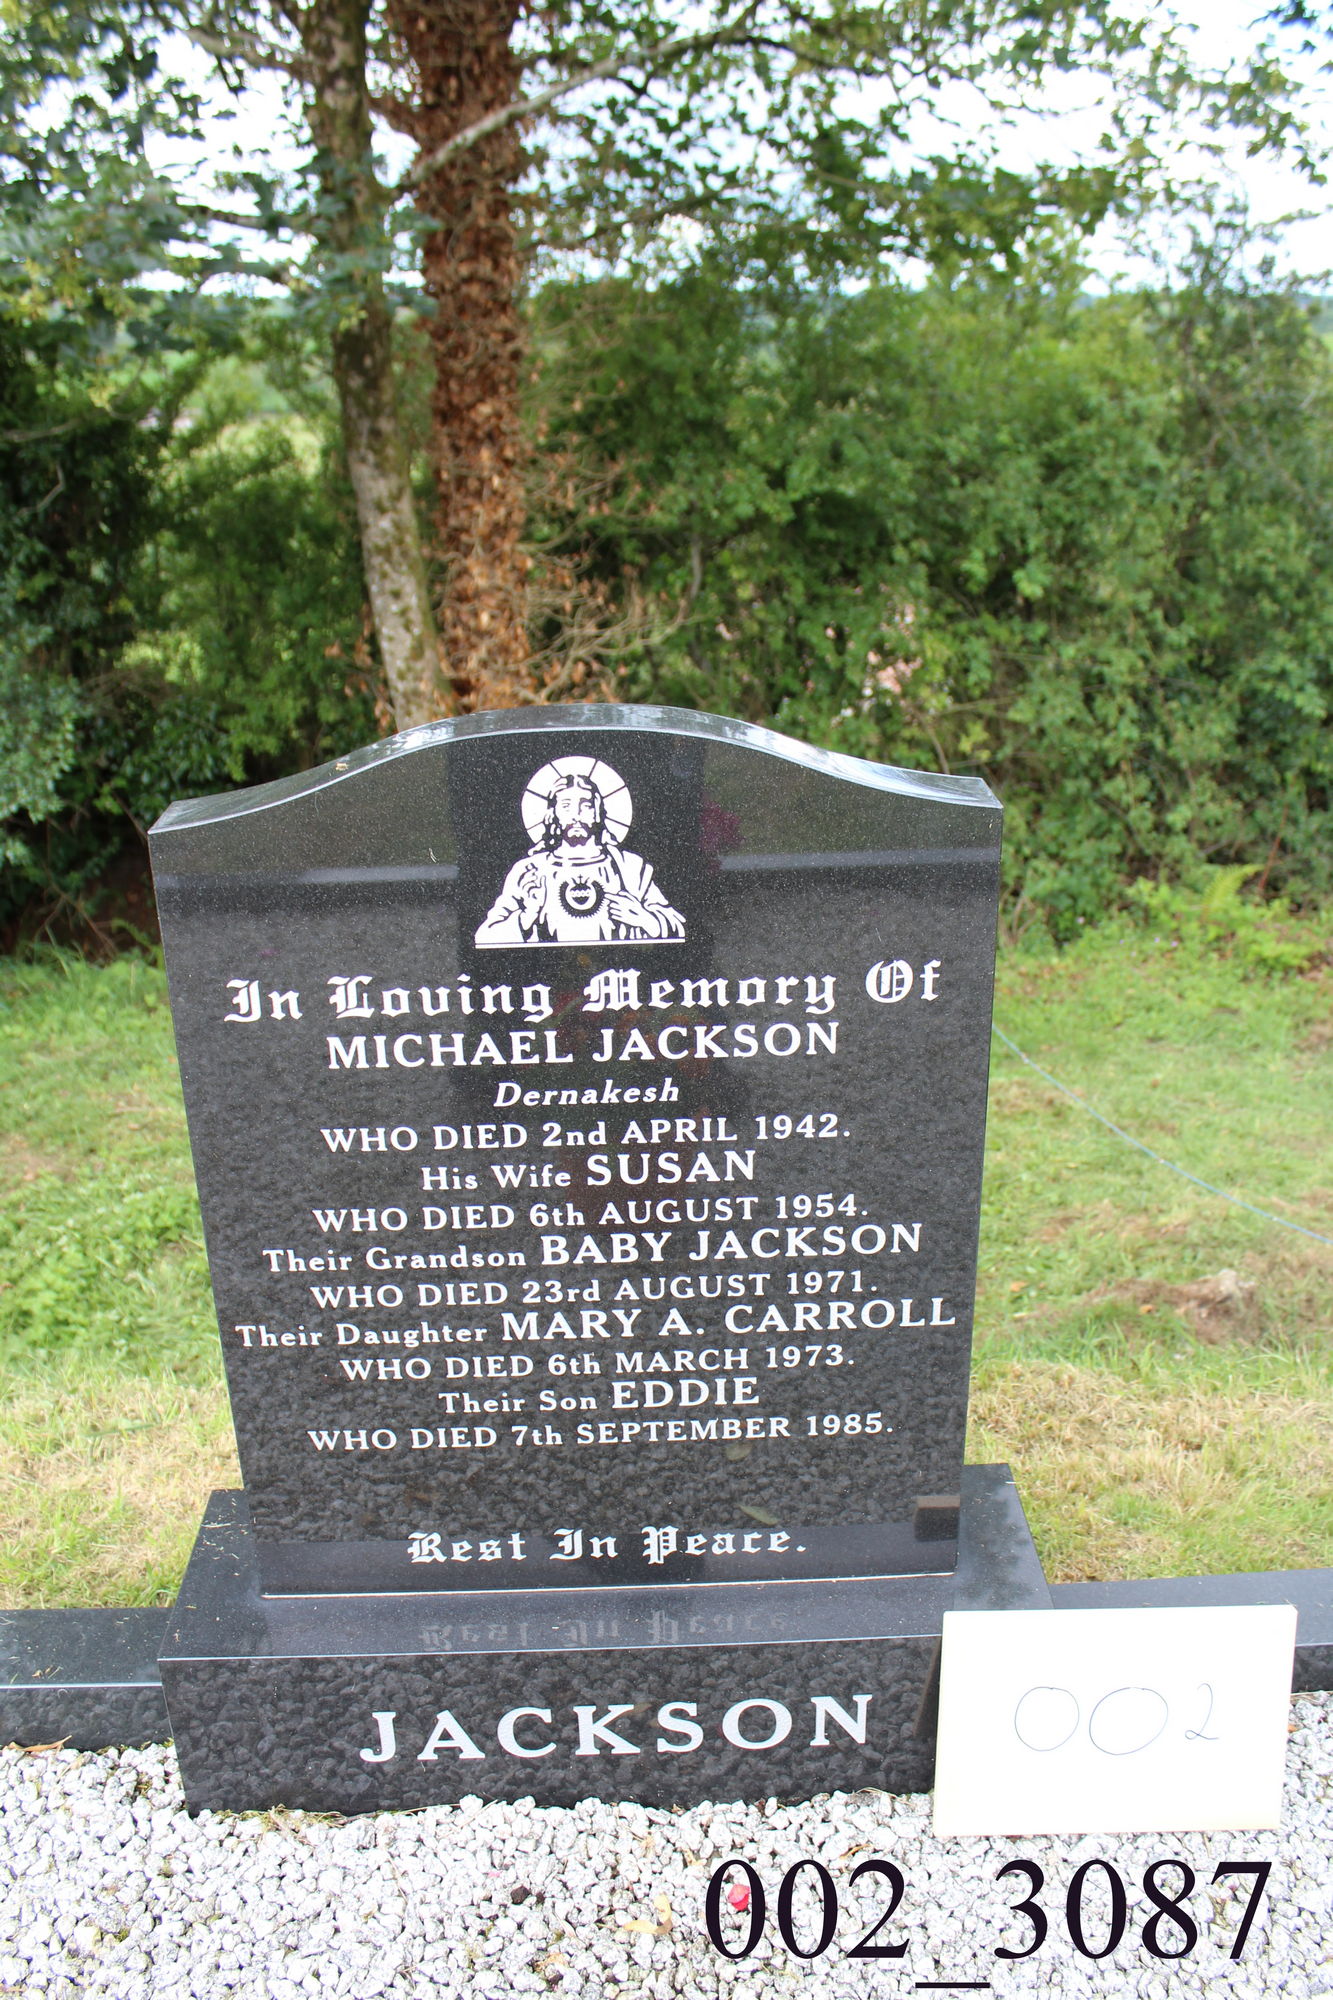 In Loving Memory Of
MICHAEL JACKSON
Dernakesh
WHO DIED 2nd APRIL 1942.
His Wife SUSAN
WHO DIED 6th AUGUST 1954.
Their Grandson BABY JACKSON
WHO DIED 23rd AUGUST 1971.
Their Daughter MARY A. CARROLL
WHO DIED 6th MARCH 1973.
Their Son EDDIE
WHO DIED 7th SEPTEMBER 1985.
Rest In Peace.
JACKSON
002
002_3087